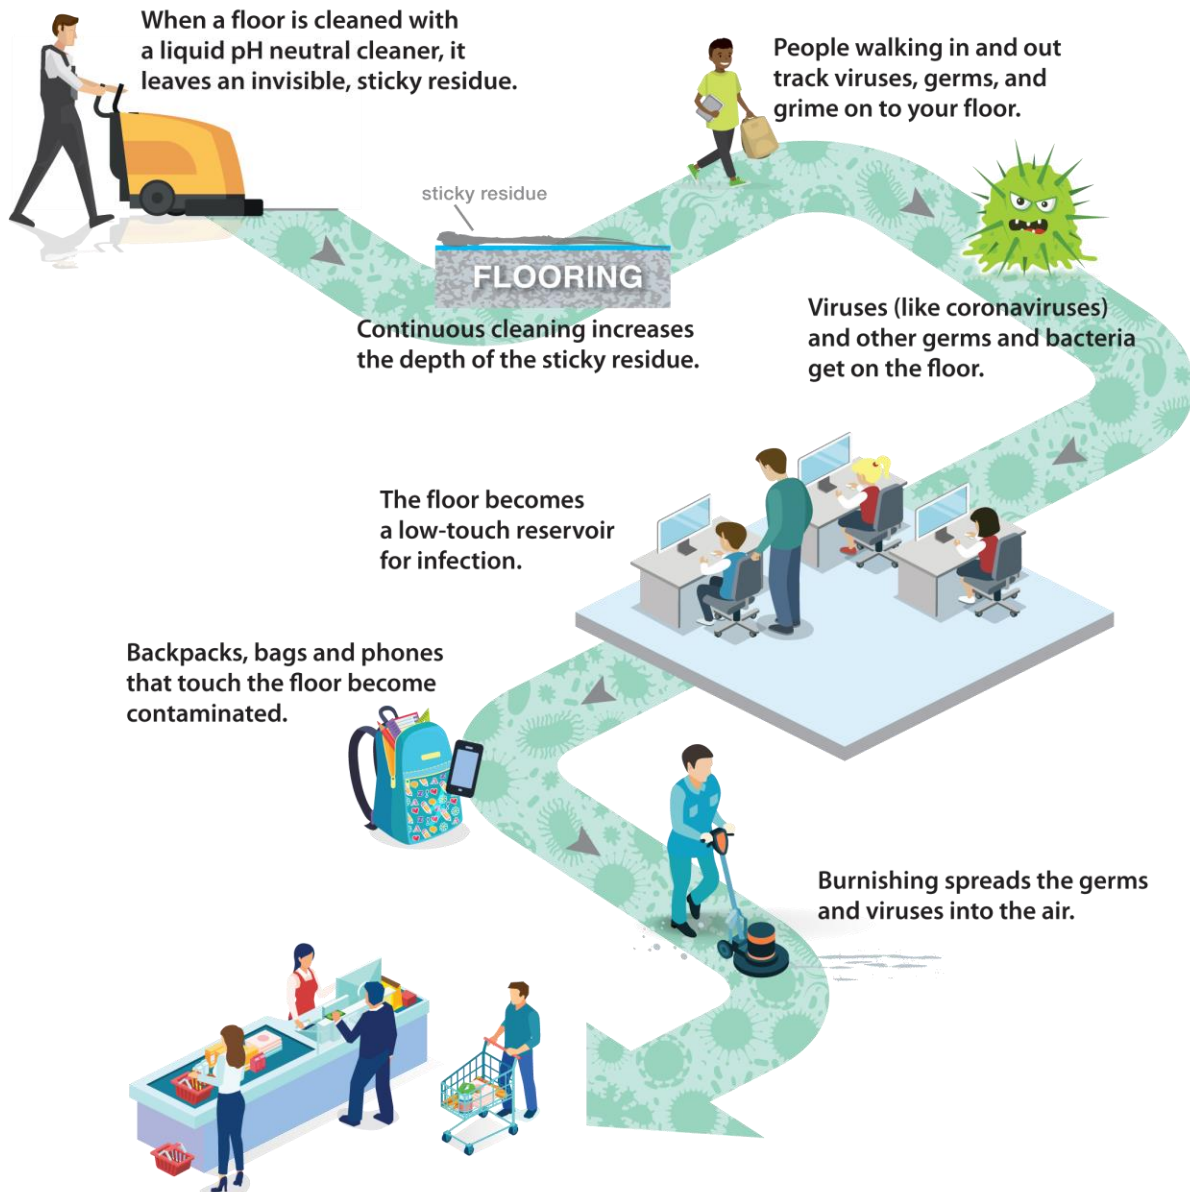 When a floor is cleaned with
a liquid pH neutral cleaner, it
leaves an invisible, sticky residue.
People walking in and out
track viruses, germs, and
grime on to your floor.
sticky residue
FLOORING
Continuous cleaning increases
the depth of the sticky residue.
Viruses (like coronaviruses)
and other germs and bacteria
get on the floor.
The floor becomes
a low-touch reservoir
for infection.
Backpacks, bags and phones
that touch the floor become
contaminated.
Burnishing spreads the germs
and viruses into the air.